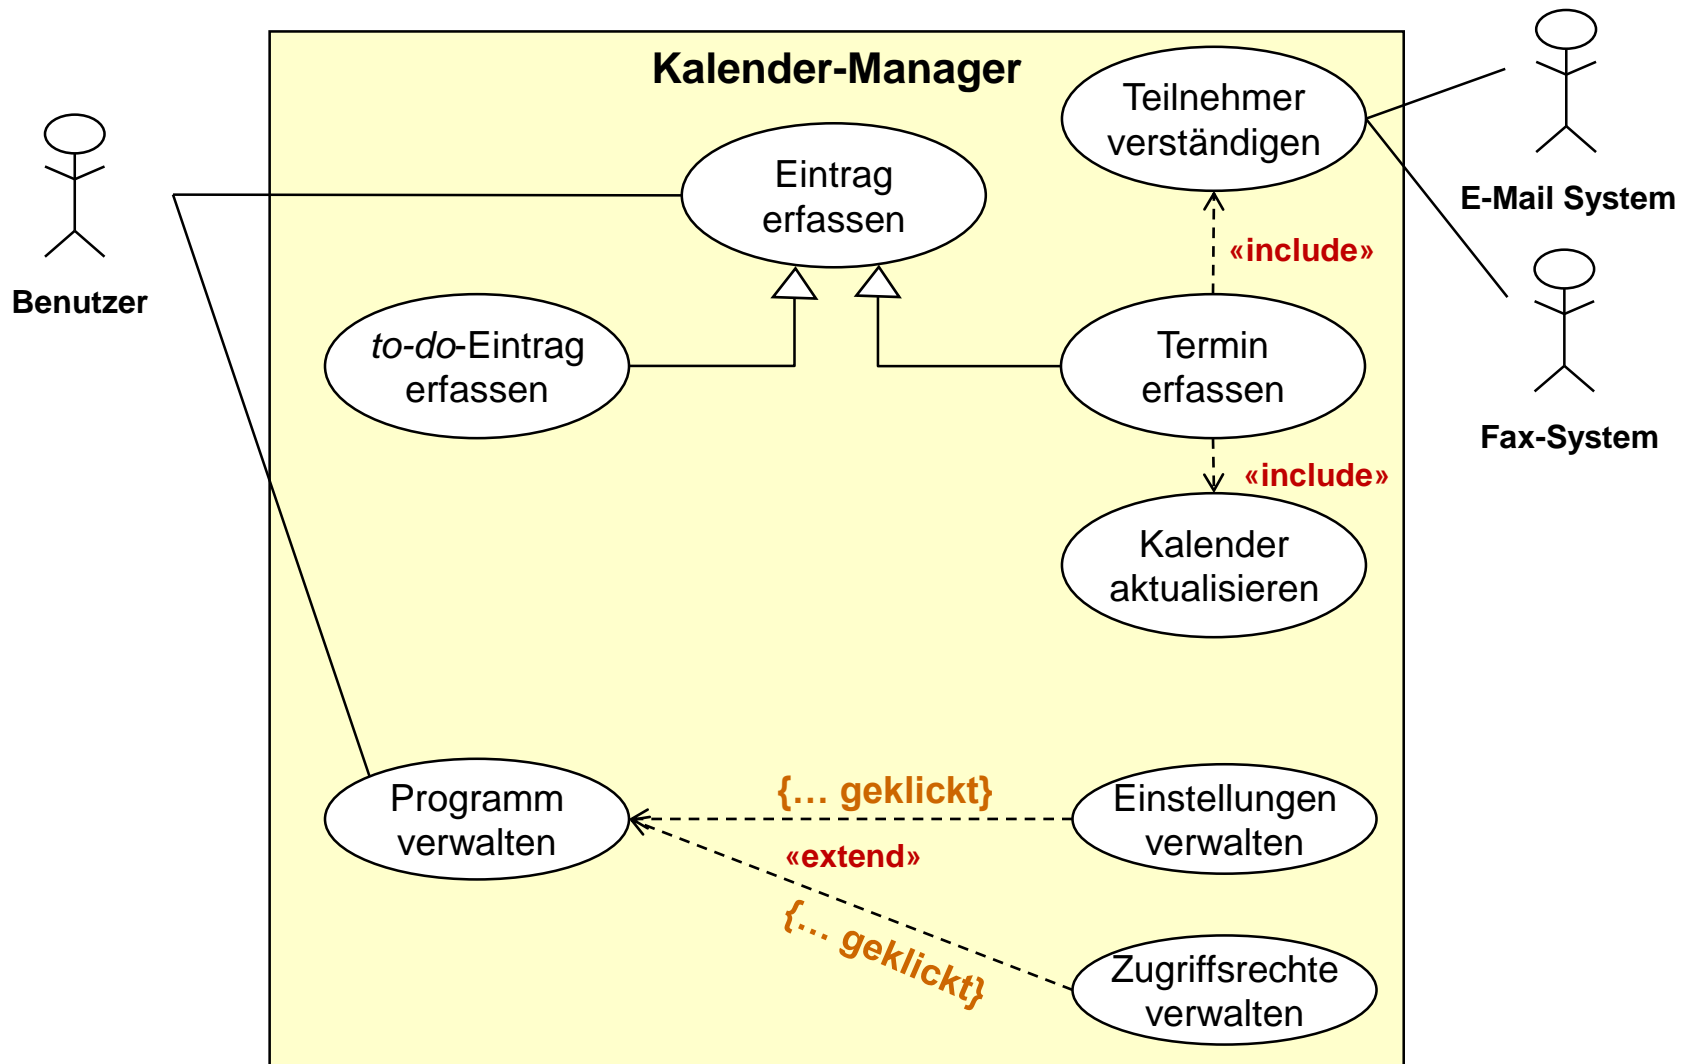 Kalender-Manager
Teilnehmer
verständigen
E-Mail System
Eintrag
erfassen
«include»
Benutzer
to-do-Eintrag
erfassen
Termin
erfassen
Fax-System
«include»
Kalender
aktualisieren
Programm
verwalten
{… geklickt}
Einstellungen
verwalten
«extend»
{… geklickt}
Zugriffsrechte
verwalten